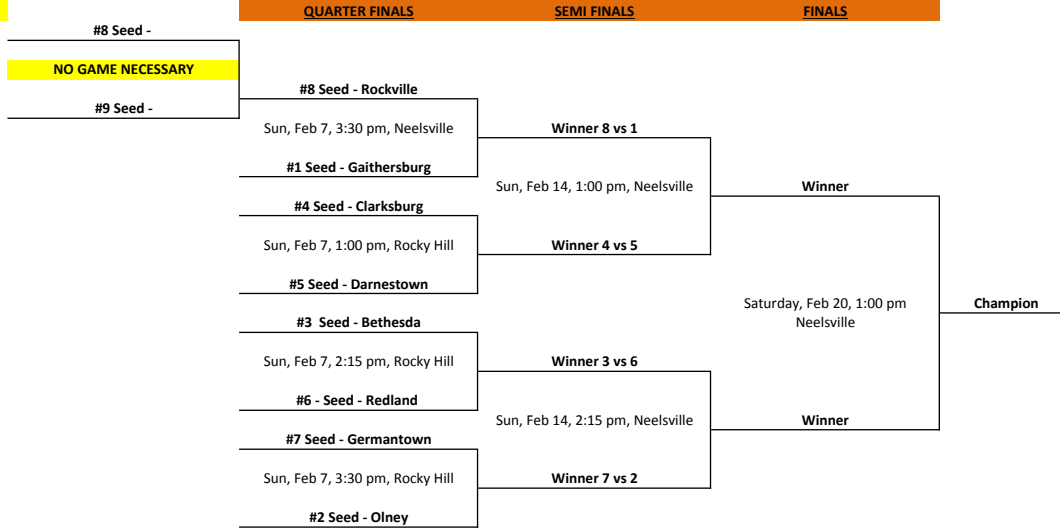 QUARTER FINALS
SEMI FINALS
FINALS
#8 Seed -
NO GAME NECESSARY
#9 Seed -
#8 Seed - Rockville
Sun, Feb 7, 3:30 pm, Neelsville
#1 Seed - Gaithersburg
#4 Seed - Clarksburg
Sun, Feb 7, 1:00 pm, Rocky Hill
#5 Seed - Darnestown
#3 Seed - Bethesda
Sun, Feb 7, 2:15 pm, Rocky Hill
#6 - Seed - Redland
#7 Seed - Germantown
Sun, Feb 7, 3:30 pm, Rocky Hill
#2 Seed - Olney
Winner 8 vs 1
Sun, Feb 14, 1:00 pm, Neelsville
Winner 4 vs 5
Winner 3 vs 6
Sun, Feb 14, 2:15 pm, Neelsville
Winner 7 vs 2
Winner
Saturday, Feb 20, 1:00 pm
Neelsville
Winner
Champion